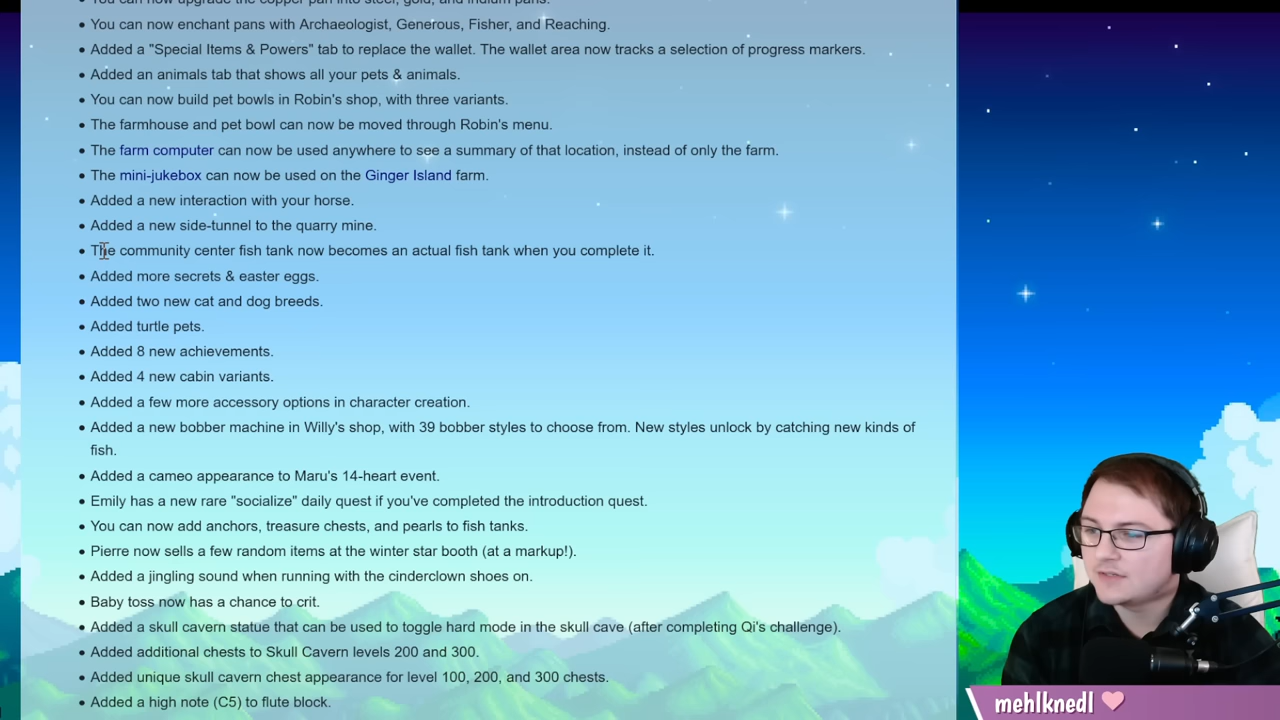 • You can now upgrade the copper pan into steel, gold, and iridium pans.
• You can now enchant pans with Archaeologist, Generous, Fisher, and Reaching.
• Added a "Special Items & Powers" tab to replace the wallet. The wallet area now tracks a selection of progress markers.
• Added an animals tab that shows all your pets & animals.
• You can now build pet bowls in Robin's shop, with three variants.
• The farmhouse and pet bowl can now be moved through Robin's menu.
• The farm computer can now be used anywhere to see a summary of that location, instead of only the farm.
• The mini-jukebox can now be used on the Ginger Island farm.
• Added a new interaction with your horse.
• Added a new side-tunnel to the quarry mine.
• The community center fish tank now becomes an actual fish tank when you complete it.
• Added more secrets & easter eggs.
• Added two new cat and dog breeds.
• Added turtle pets.
• Added 8 new achievements.
• Added 4 new cabin variants.
• Added a few more accessory options in character creation.
• Added a new bobber machine in Willy's shop, with 39 bobber styles to choose from. New styles unlock by catching new kinds of
fish.
• Added a cameo appearance to Maru's 14-heart event.
• Emily has a new rare "socialize" daily quest if you've completed the introduction quest.
• You can now add anchors, treasure chests, and pearls to fish tanks.
• Pierre now sells a few random items at the winter star booth (at a markup!).
• Added a jingling sound when running with the cinderclown shoes on.
• Baby toss now has a chance to crit.
• Added a skull cavern statue that can be used to toggle hard mode in the skull cave (after completing Qi's challenge).
• Added additional chests to Skull Cavern levels 200 and 300.
• Added unique skull cavern chest appearance for level 100, 200, and 300 chests.
• Added a high note (C5) to flute block.
mehlknedl